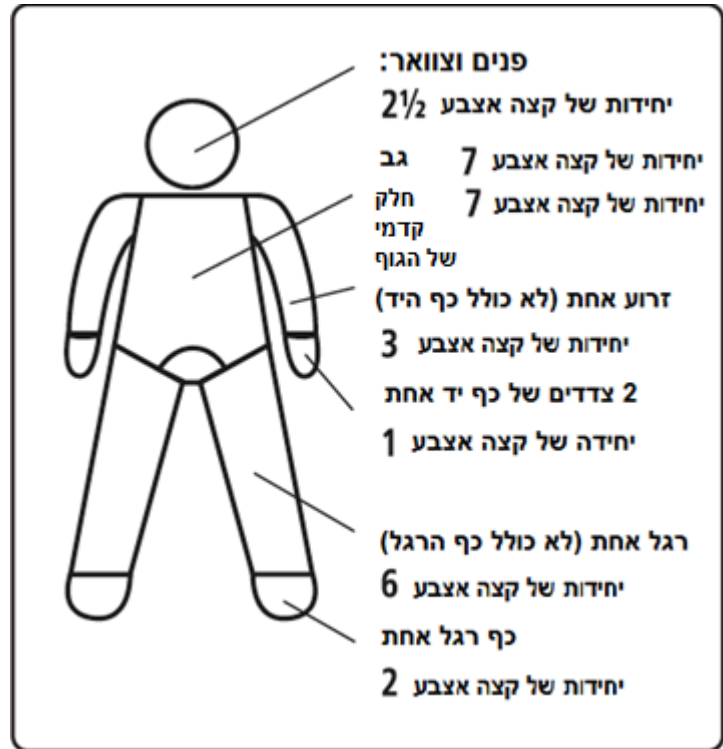 פנים וצוואר:
2½ יחידות של קצה אצבע
גב 7 יחידות של קצה אצבע
חלק קדמי של הגוף 7 יחידות של קצה אצבע
זרוע אחת (לא כולל כף היד)
3 יחידות של קצה אצבע
2 צדדים של כף יד אחת
1 יחידה של קצה אצבע
רגל אחת (לא כולל כף הרגל)
6 יחידות של קצה אצבע
כף רגל אחת
2 יחידות של קצה אצבע